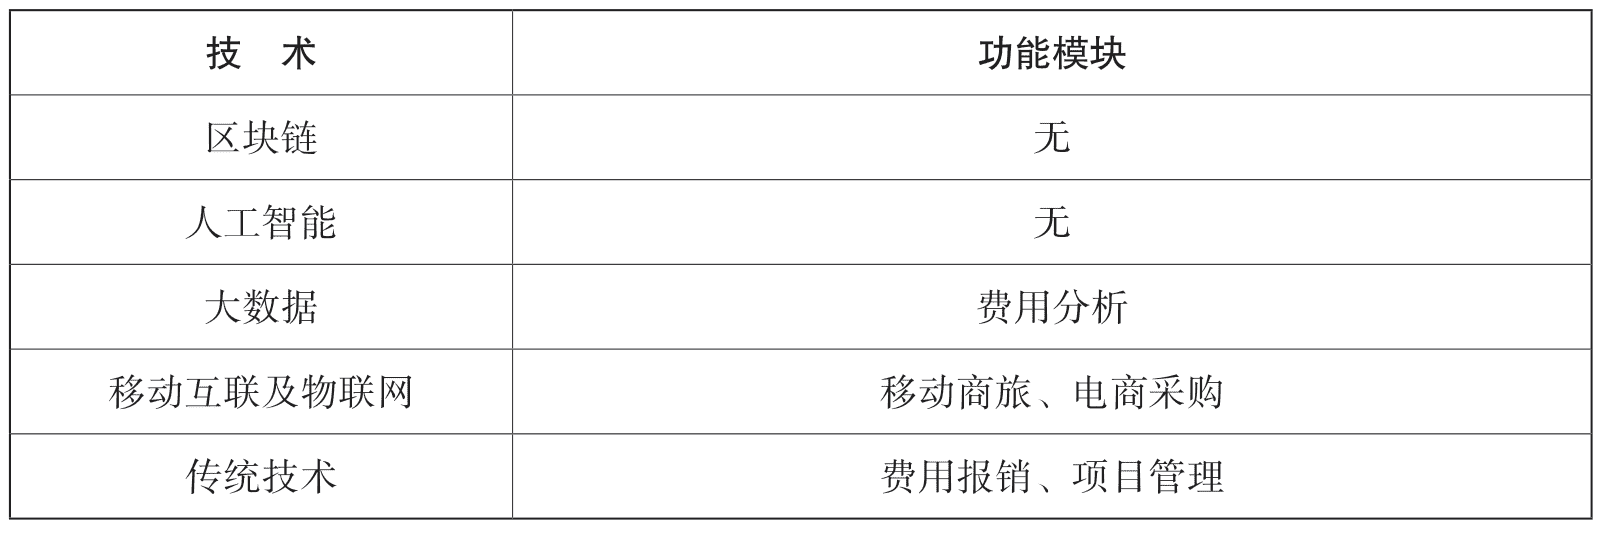 技　术 功能模块
区块链 无
人工智能 无
大数据 费用分析
移动互联及物联网 移动商旅、电商采购
传统技术 费用报销、项目管理